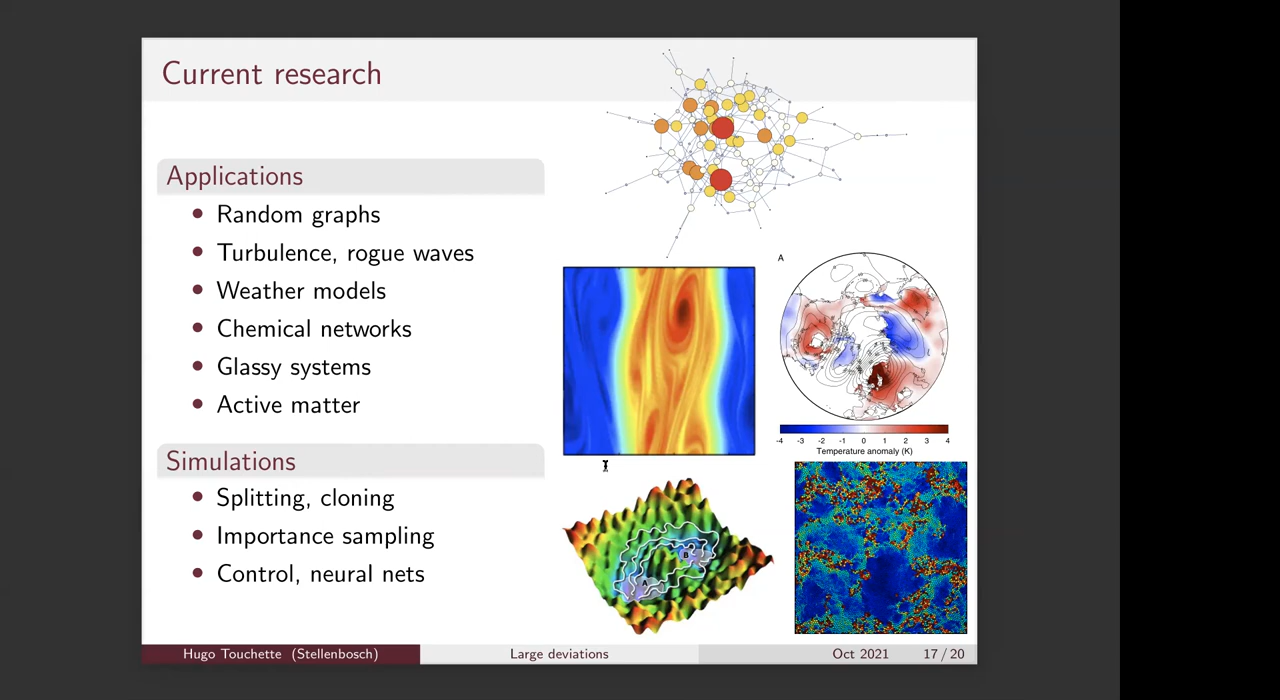 Current research
Applications
Random graphs
Turbulence, rogue waves
Weather models
Chemical networks
Glassy systems
Active matter
Simulations
Splitting, cloning
Importance sampling
Control, neural nets
A
-4 -3 -2 -1 0 1 2 3 4
Temperature anomaly (K)
B
A
Hugo Touchette (Stellenbosch)
Large deviations
Oct 2021
17 / 20